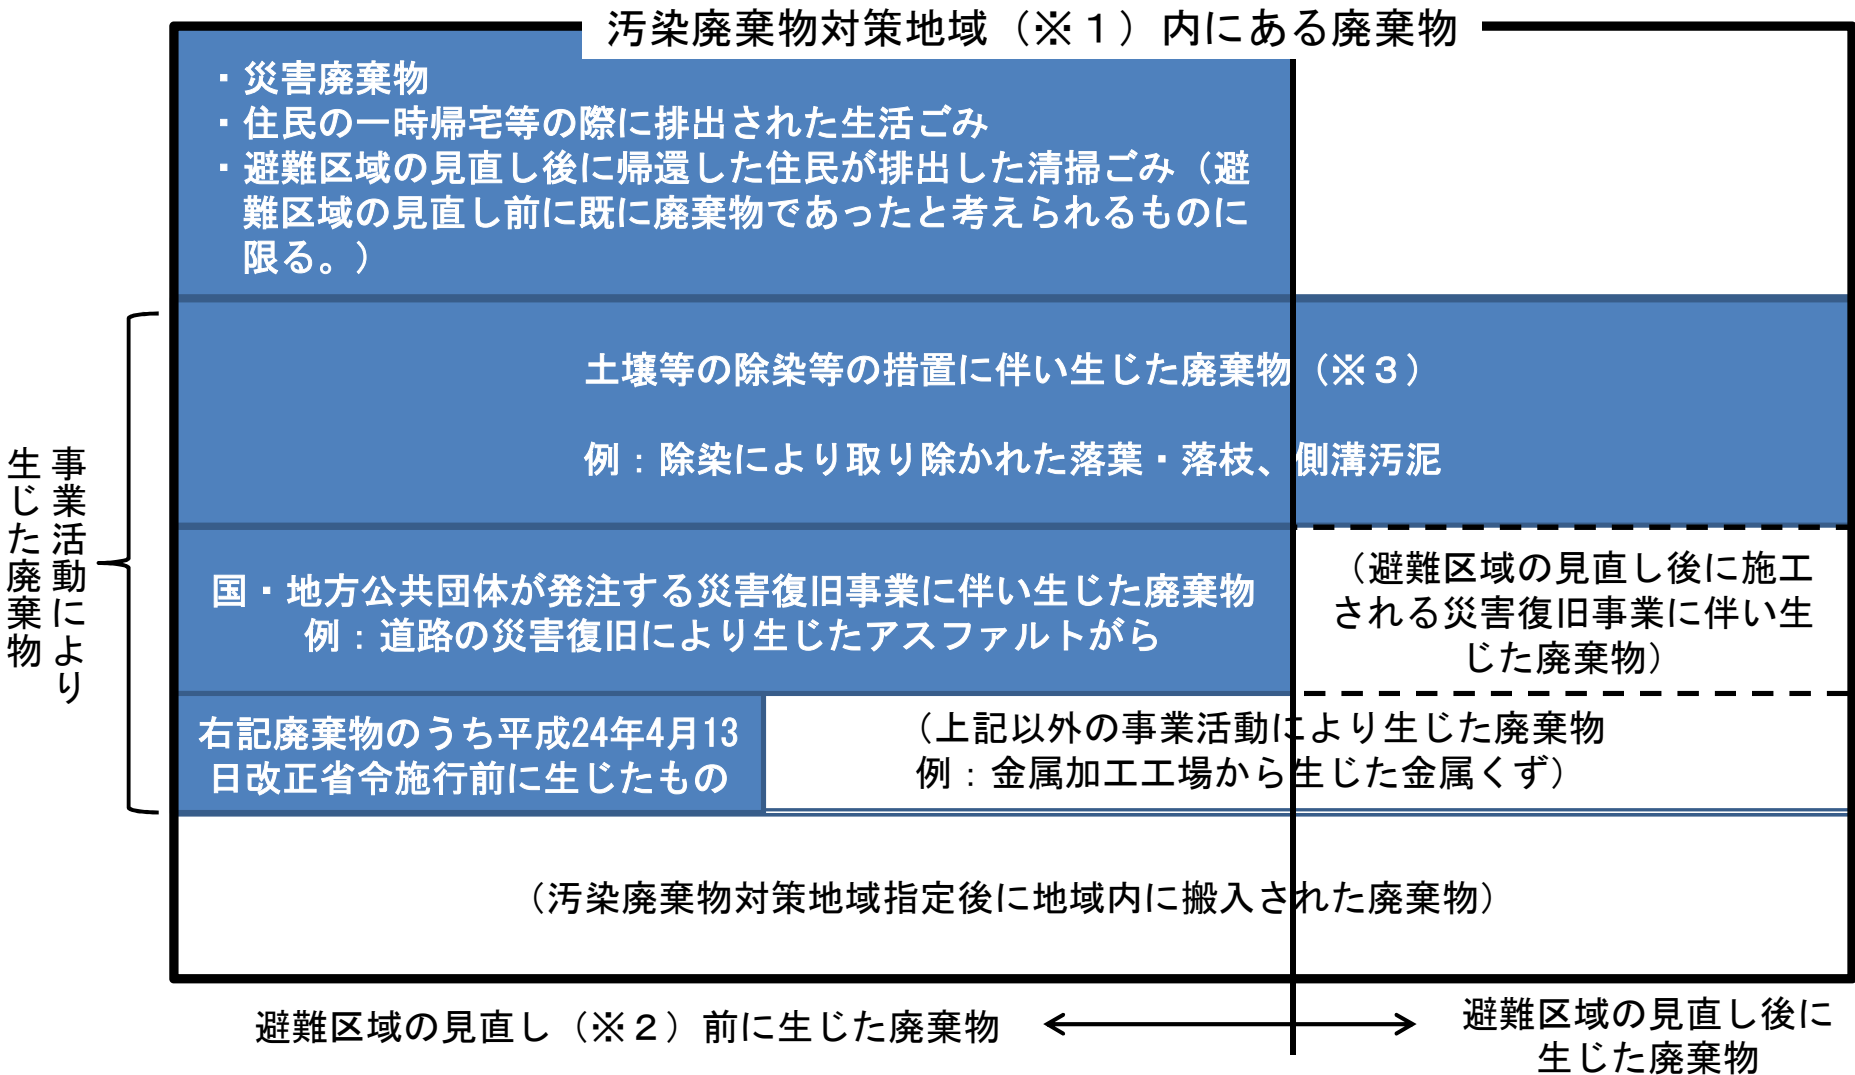 汚染廃棄物対策地域（※１）内にある廃棄物
・災害廃棄物
・住民の一時帰宅等の際に排出された生活ごみ
・避難区域の見直し後に帰還した住民が排出した清掃ごみ（避
難区域の見直し前に既に廃棄物であったと考えられるものに
限る。）
土壌等の除染等の措置に伴い生じた廃棄物（※３）
例：除染により取り除かれた落葉・落枝、側溝汚泥
事業活動により
生じた廃棄物
国・地方公共団体が発注する災害復旧事業に伴い生じた廃棄物
例：道路の災害復旧により生じたアスファルトがら
（避難区域の見直し後に施工
される災害復旧事業に伴い生
じた廃棄物）
右記廃棄物のうち平成24年4月13
日改正省令施行前に生じたもの
（上記以外の事業活動により生じた廃棄物
例：金属加工工場から生じた金属くず）
（汚染廃棄物対策地域指定後に地域内に搬入された廃棄物）
避難区域の見直し（※２）前に生じた廃棄物
避難区域の見直し後に
生じた廃棄物